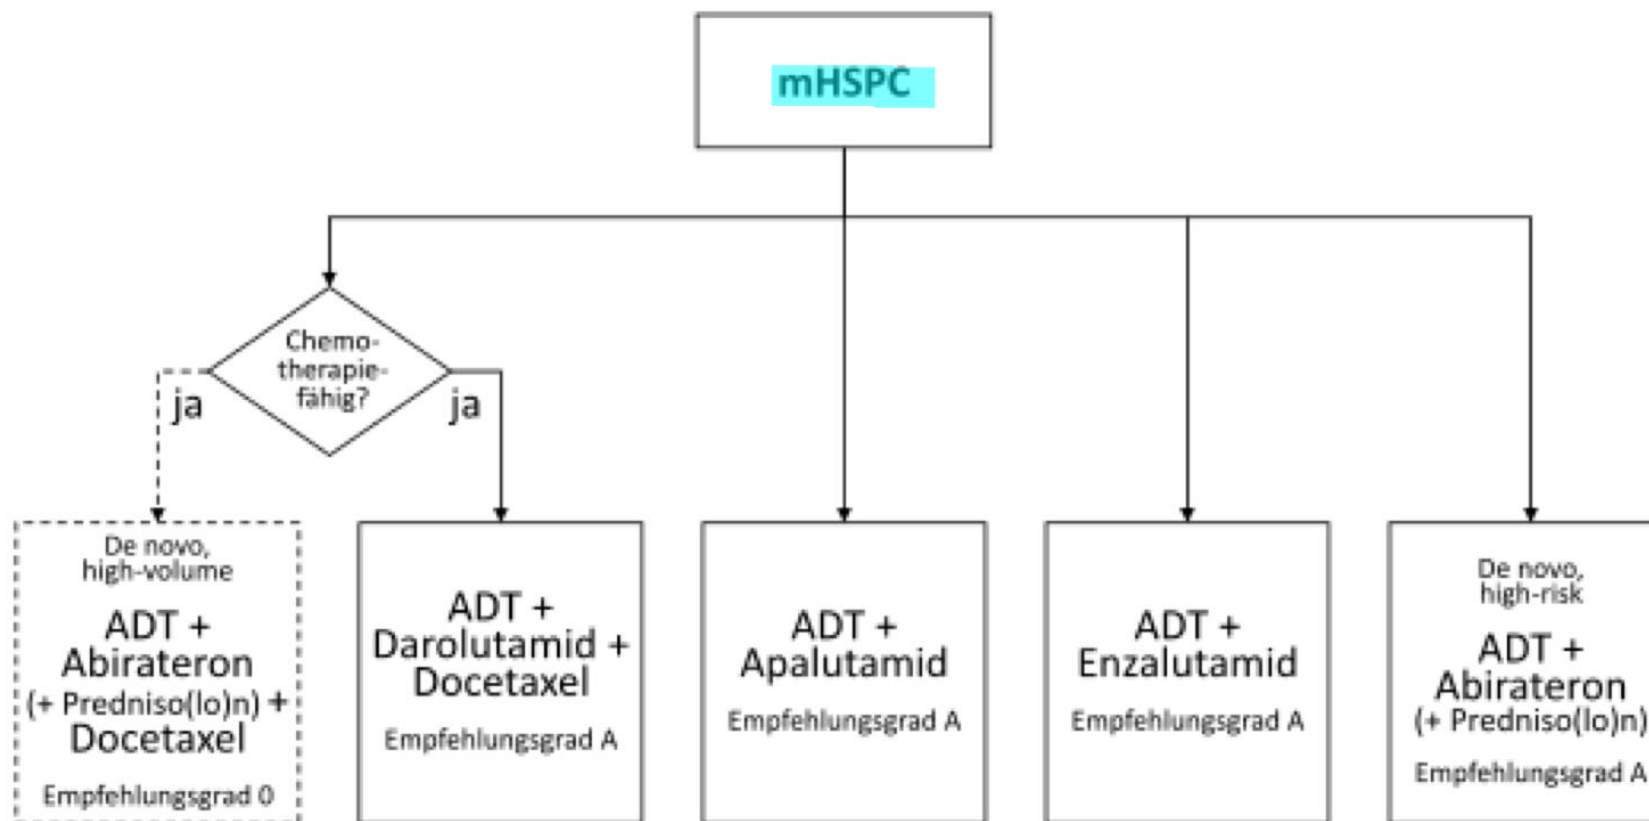 mHSPC
Chemo-
therapie-
fähig?
ja
ja
De novo,
high-volume
ADT +
Abirateron
(+ Predniso(lo)n) +
Docetaxel
Empfehlungsgrad 0
ADT +
Darolutamid +
Docetaxel
Empfehlungsgrad A
ADT +
Apalutamid
Empfehlungsgrad A
ADT +
Enzalutamid
Empfehlungsgrad A
De novo,
high-risk
ADT +
Abirateron
(+ Predniso(lo)n)
Empfehlungsgrad A